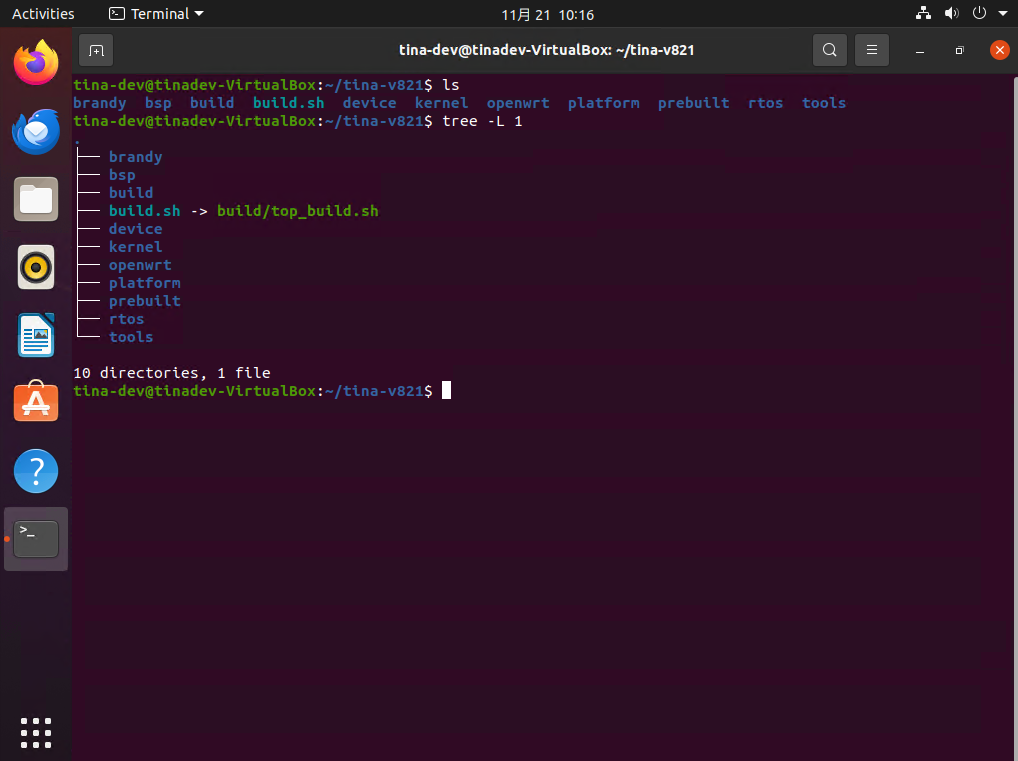 Activities Terminal 11月 21 10:16
tina-dev@tinadev-VirtualBox: ~/tina-v821
tina-dev@tinadev-VirtualBox:~/tina-v821$ ls
brandy bsp build build.sh device kernel openwrt platform prebuilt rtos tools
tina-dev@tinadev-VirtualBox:~/tina-v821$ tree -L 1
.
├── brandy
├── bsp
├── build
├── build.sh -> build/top_build.sh
├── device
├── kernel
├── openwrt
├── platform
├── prebuilt
├── rtos
└── tools
10 directories, 1 file
tina-dev@tinadev-VirtualBox:~/tina-v821$